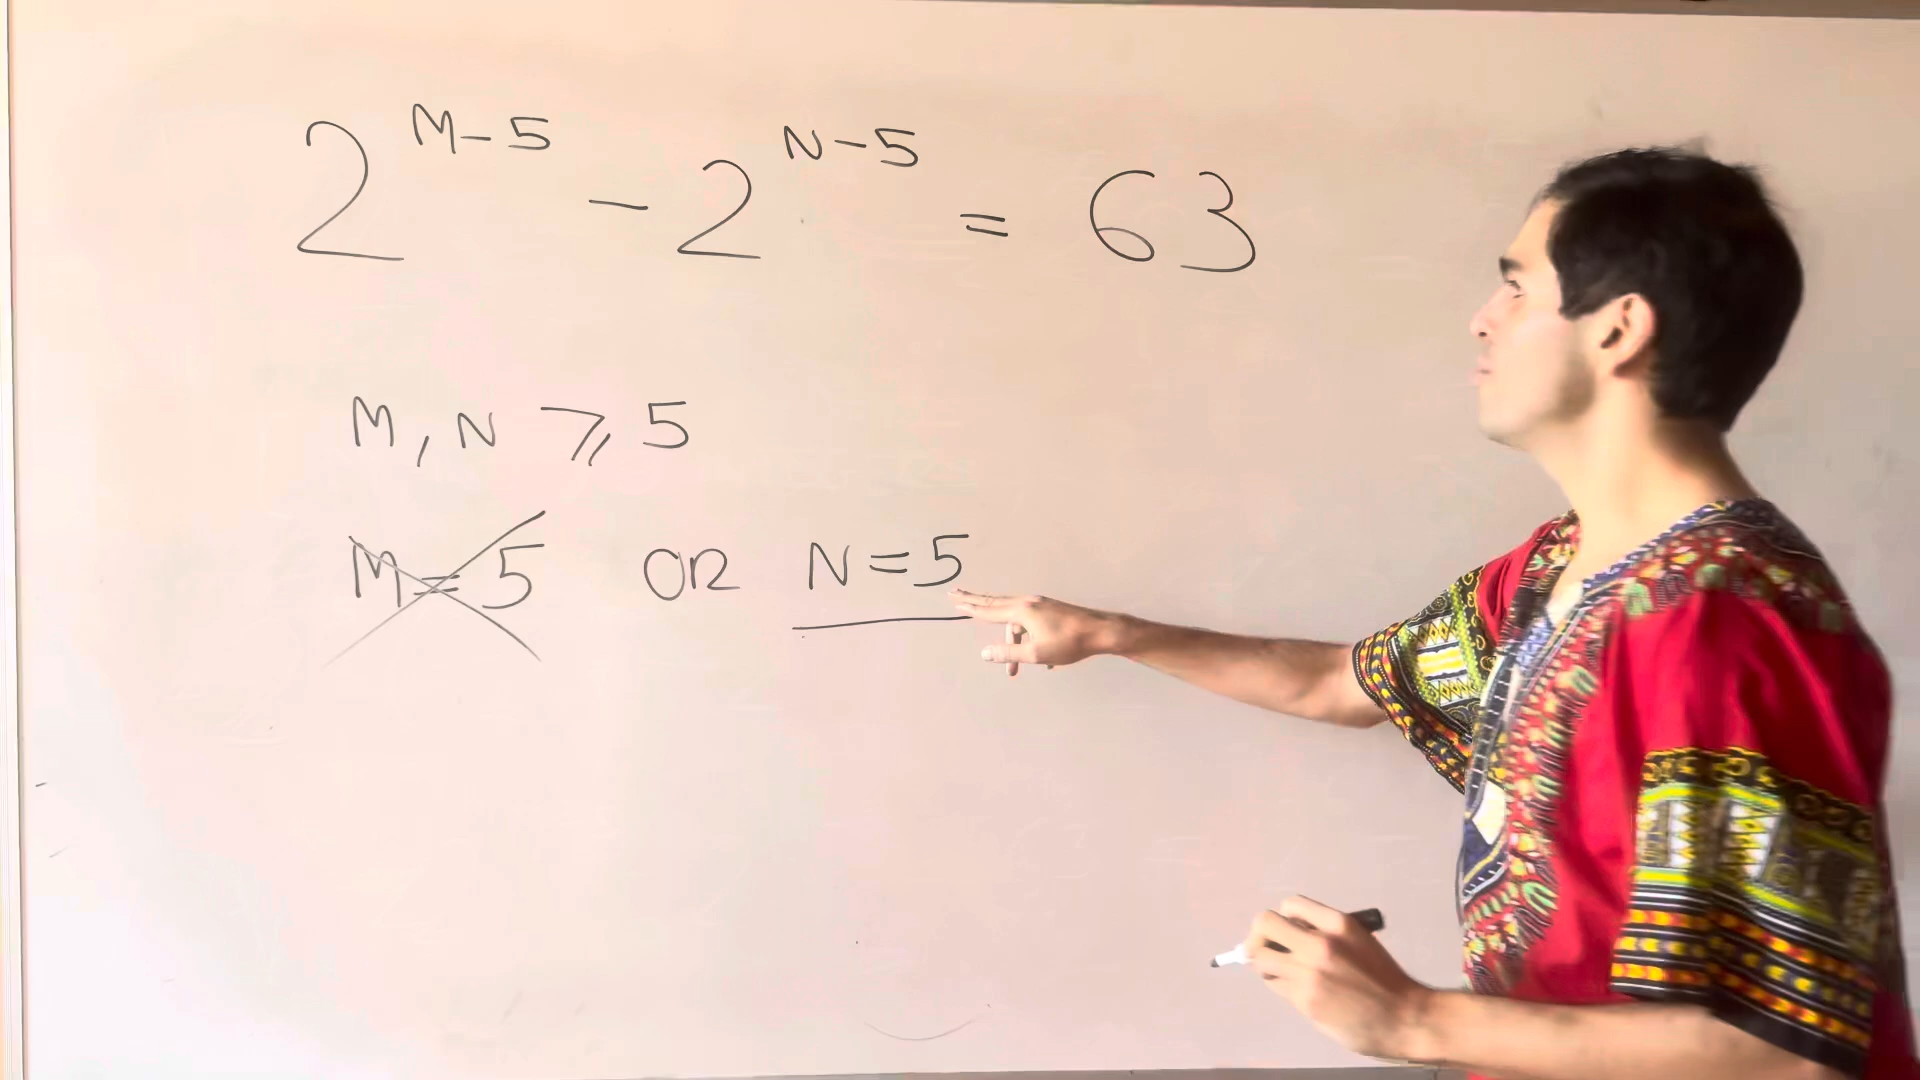 2^{M-5} - 2^{N-5} = 63
M, N ⩾ 5
M=5 OR N=5